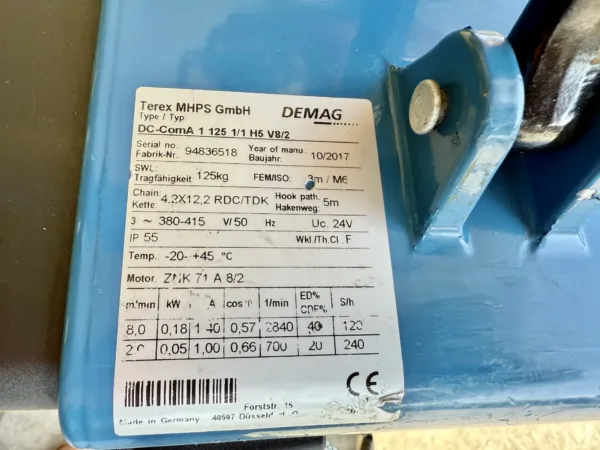 Terex MHPS GmbH
DEMAG
Type / Typ:
DC-ComA 1 125 1/1 H5 V8/2
Serial no.: 94836518 Year of manu.: 10/2017
Fabrik-Nr. Baujahr:
SWL: 125kg FEM/ISO: 3m / M6
Tragfähigkeit:
Chain: 4,2X12,2 RDC/TDK Hook path: 5m
Kette: Hakenweg:
3 ~ 380-415 V/ 50 Hz Uc. 24V
IP 55 Wkl/Th.Cl. F
Temp.: -20- +45 °C
Motor. ZNK 71 A 8/2
m/min kW A cos φ 1/min ED% S/h
CDF%
8,0 0,18 1,40 0,57 2840 40 120
2,0 0,05 1,00 0,66 700 20 240
CE
Forststr. 15
Made in Germany 40597